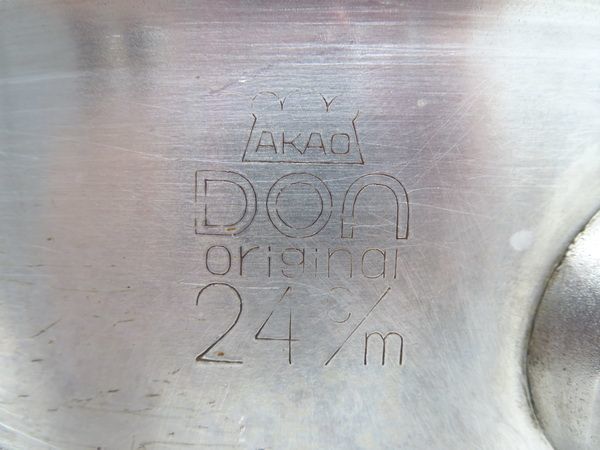 AKAO
DON
original
24 c/m